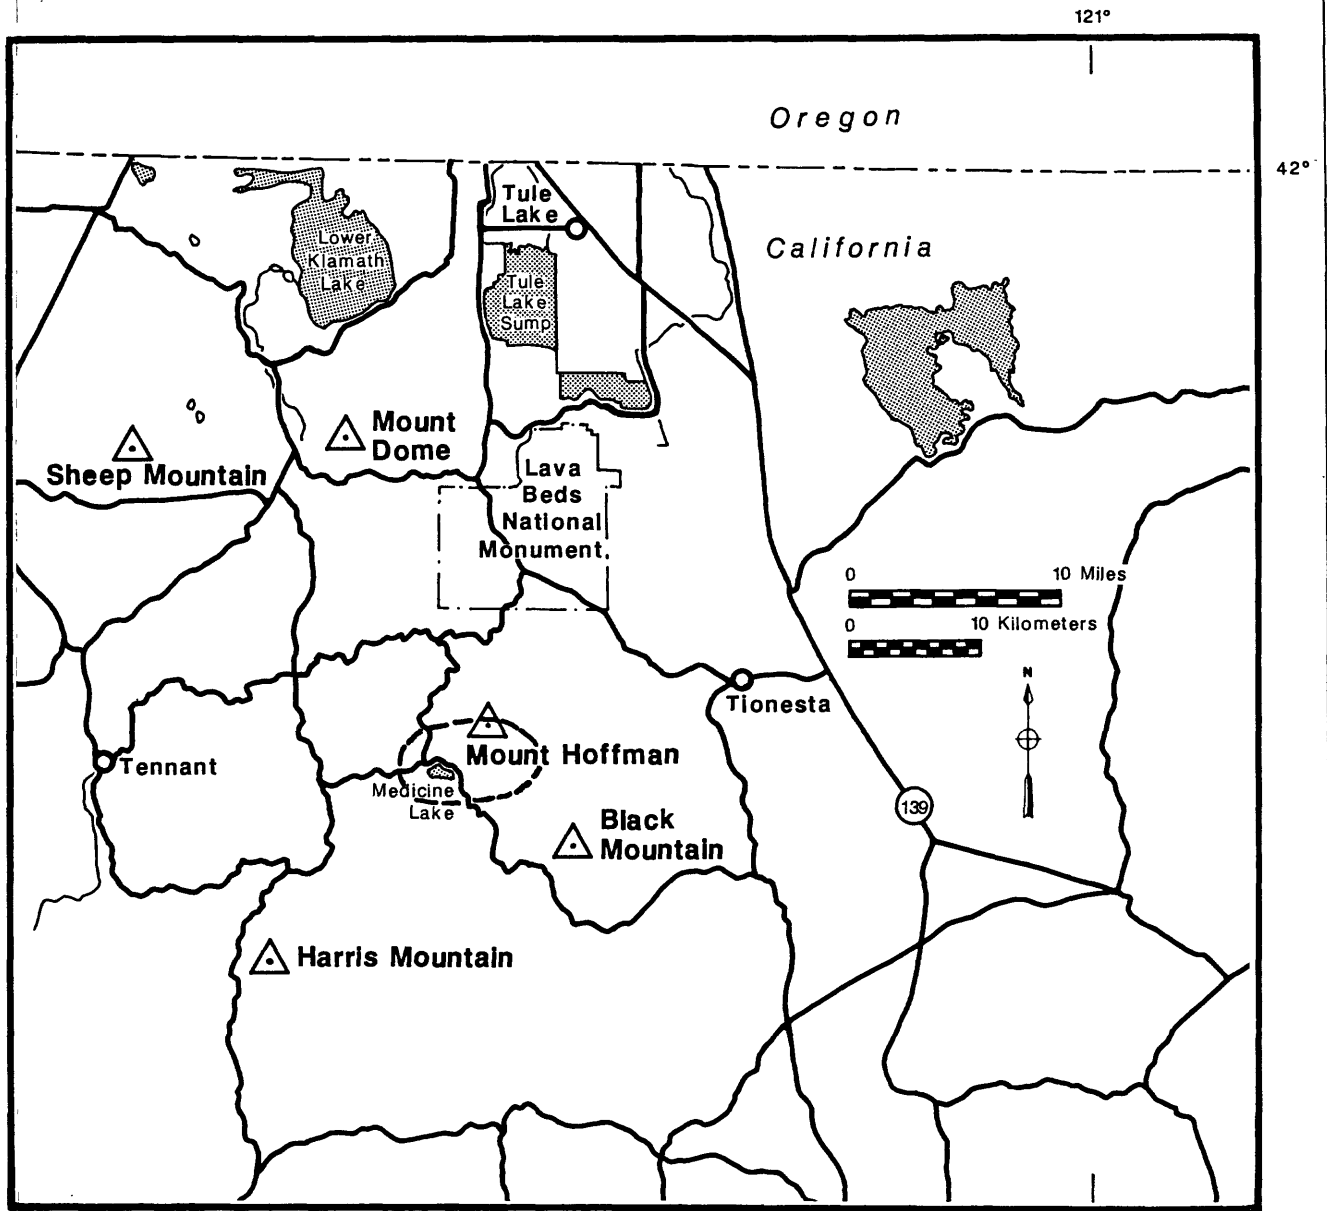 121°
Oregon
42°
Tule
Lake
California
Lower
Klamath
Lake
Tule
Lake
Sump
Mount
Dome
Sheep Mountain
Lava
Beds
National
Monument
0
10 Miles
0
10 Kilometers
N
Tionesta
Mount Hoffman
Tennant
Medicine
Lake
139
Black
Mountain
Harris Mountain